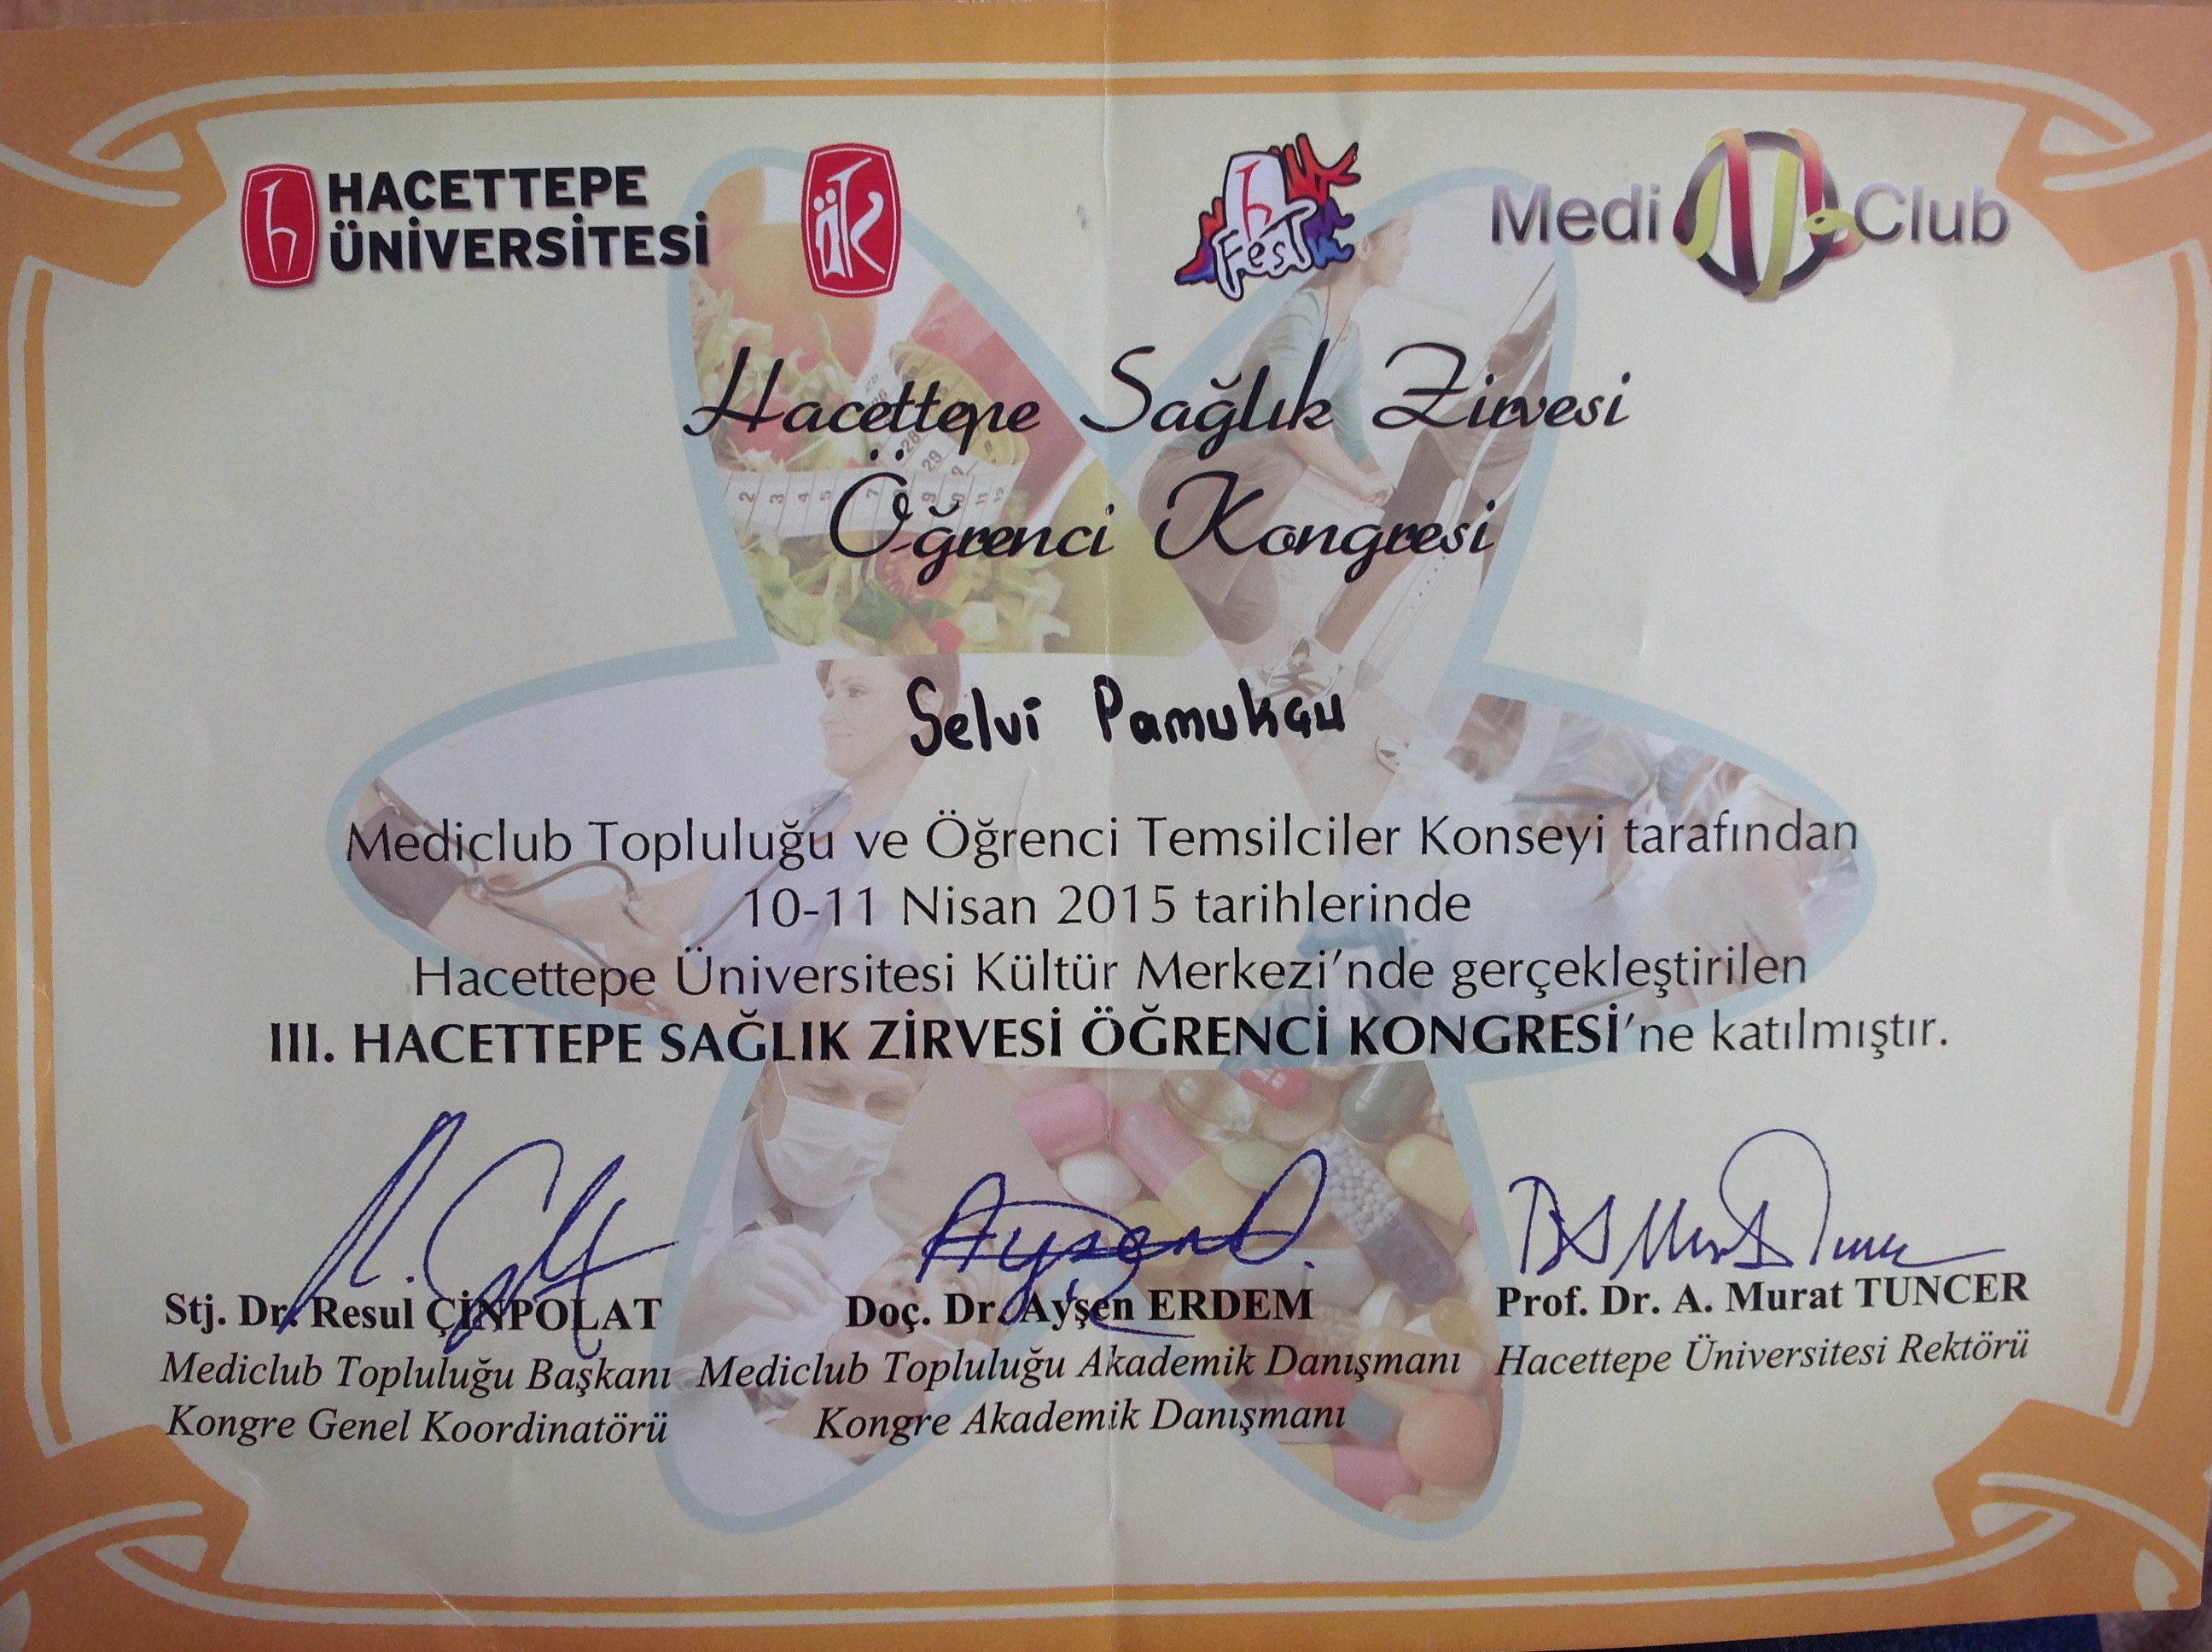 HACETTEPE
ÜNİVERSİTESİ
h
Fest
Medi Club
Hacettepe Sağlık Zirvesi
Öğrenci Kongresi
Selvi Pamukçu
Mediclub Topluluğu ve Öğrenci Temsilciler Konseyi tarafından
10-11 Nisan 2015 tarihlerinde
Hacettepe Üniversitesi Kültür Merkezi'nde gerçekleştirilen
III. HACETTEPE SAĞLIK ZİRVESİ ÖĞRENCİ KONGRESİ'ne katılmıştır.
Stj. Dr. Resul ÇİNPOLAT
Mediclub Topluluğu Başkanı
Kongre Genel Koordinatörü
Doç. Dr. Ayşen ERDEM
Mediclub Topluluğu Akademik Danışmanı
Kongre Akademik Danışmanı
Prof. Dr. A. Murat TUNCER
Hacettepe Üniversitesi Rektörü